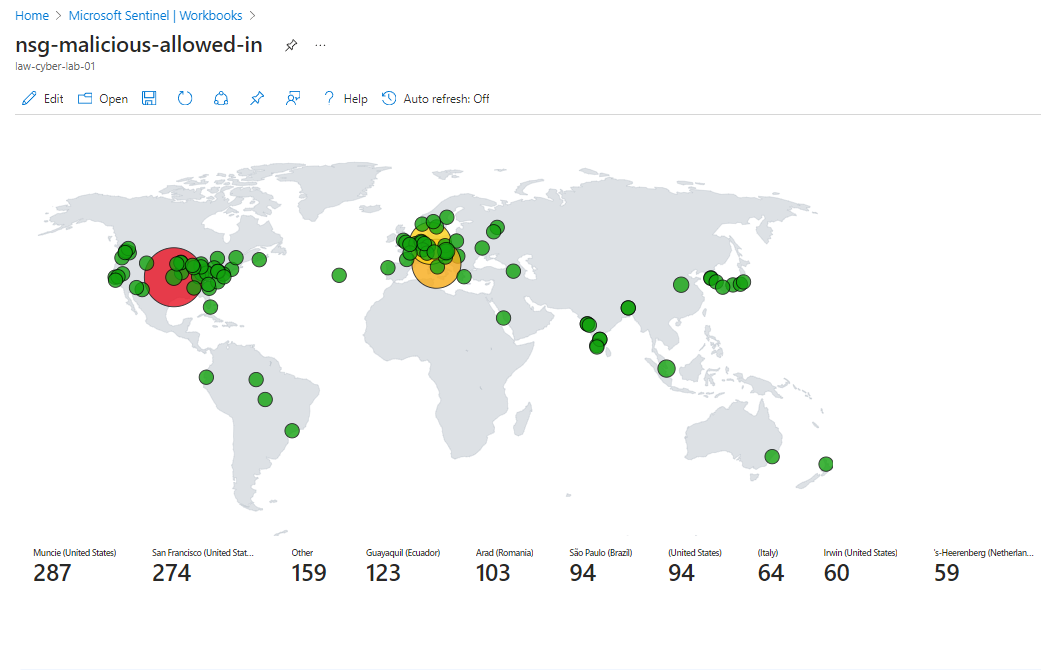 Home > Microsoft Sentinel | Workbooks >
nsg-malicious-allowed-in ...
law-cyber-lab-01
Edit Open Help Auto refresh: Off
Muncie (United States) San Francisco (United Stat... Other Guayaquil (Ecuador) Arad (Romania) São Paulo (Brazil) (United States) (Italy) Irwin (United States) 's-Heerenberg (Netherlan...
287 274 159 123 103 94 94 64 60 59